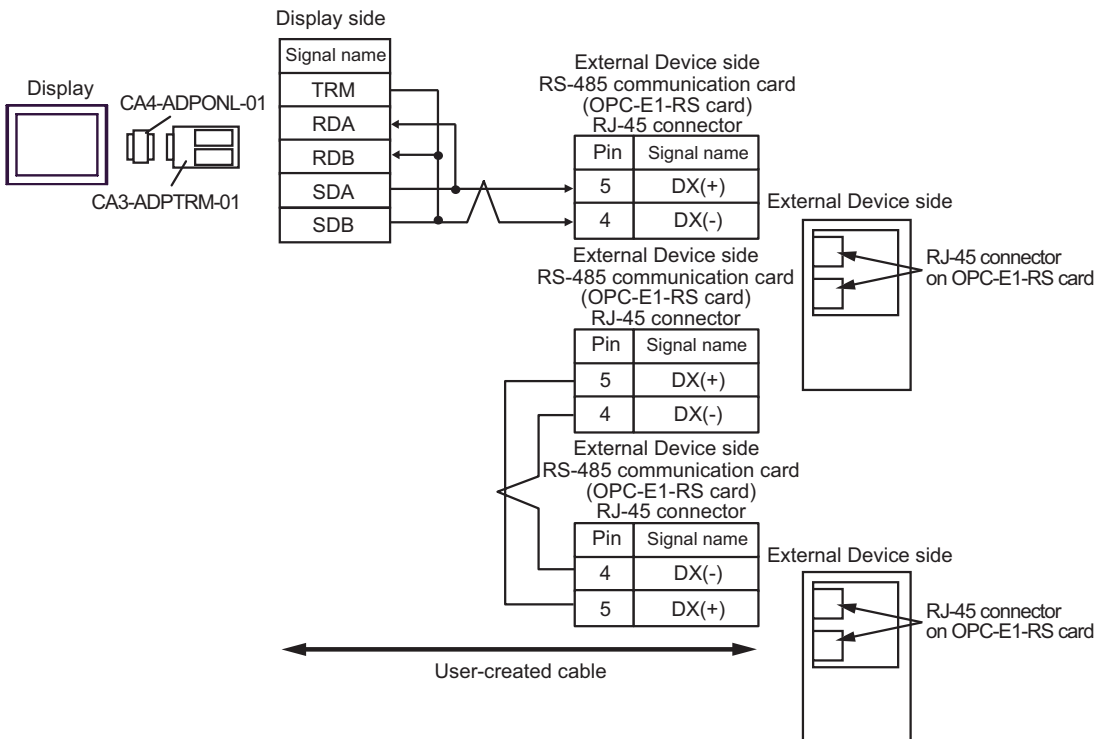 Display side
Signal name
TRM
RDA
RDB
SDA
SDB
Display
CA4-ADPONL-01
CA3-ADPTRM-01
External Device side
RS-485 communication card
(OPC-E1-RS card)
RJ-45 connector
Pin Signal name
5 DX(+)
4 DX(-)
External Device side
RJ-45 connector
on OPC-E1-RS card
External Device side
RS-485 communication card
(OPC-E1-RS card)
RJ-45 connector
Pin Signal name
5 DX(+)
4 DX(-)
External Device side
RS-485 communication card
(OPC-E1-RS card)
RJ-45 connector
Pin Signal name
4 DX(-)
5 DX(+)
External Device side
RJ-45 connector
on OPC-E1-RS card
User-created cable